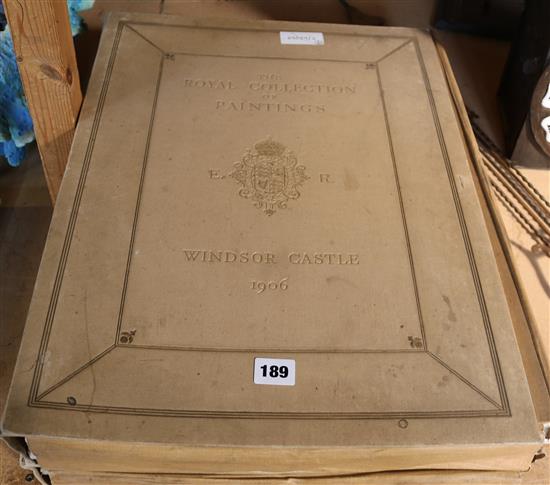 THE
ROYAL COLLECTION
OF
PAINTINGS
E. R.
WINDSOR CASTLE
1906
189